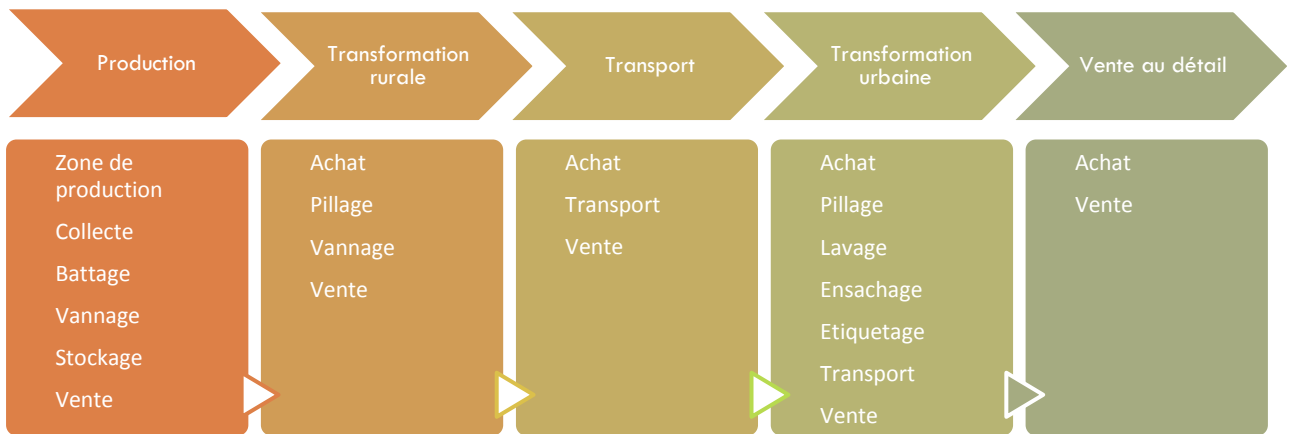 Production
Transformation
rurale
Transport
Transformation
urbaine
Vente au détail
Zone de
production
Collecte
Battage
Vannage
Stockage
Vente
Achat
Pillage
Vannage
Vente
Achat
Transport
Vente
Achat
Pillage
Lavage
Ensachage
Etiquetage
Transport
Vente
Achat
Vente